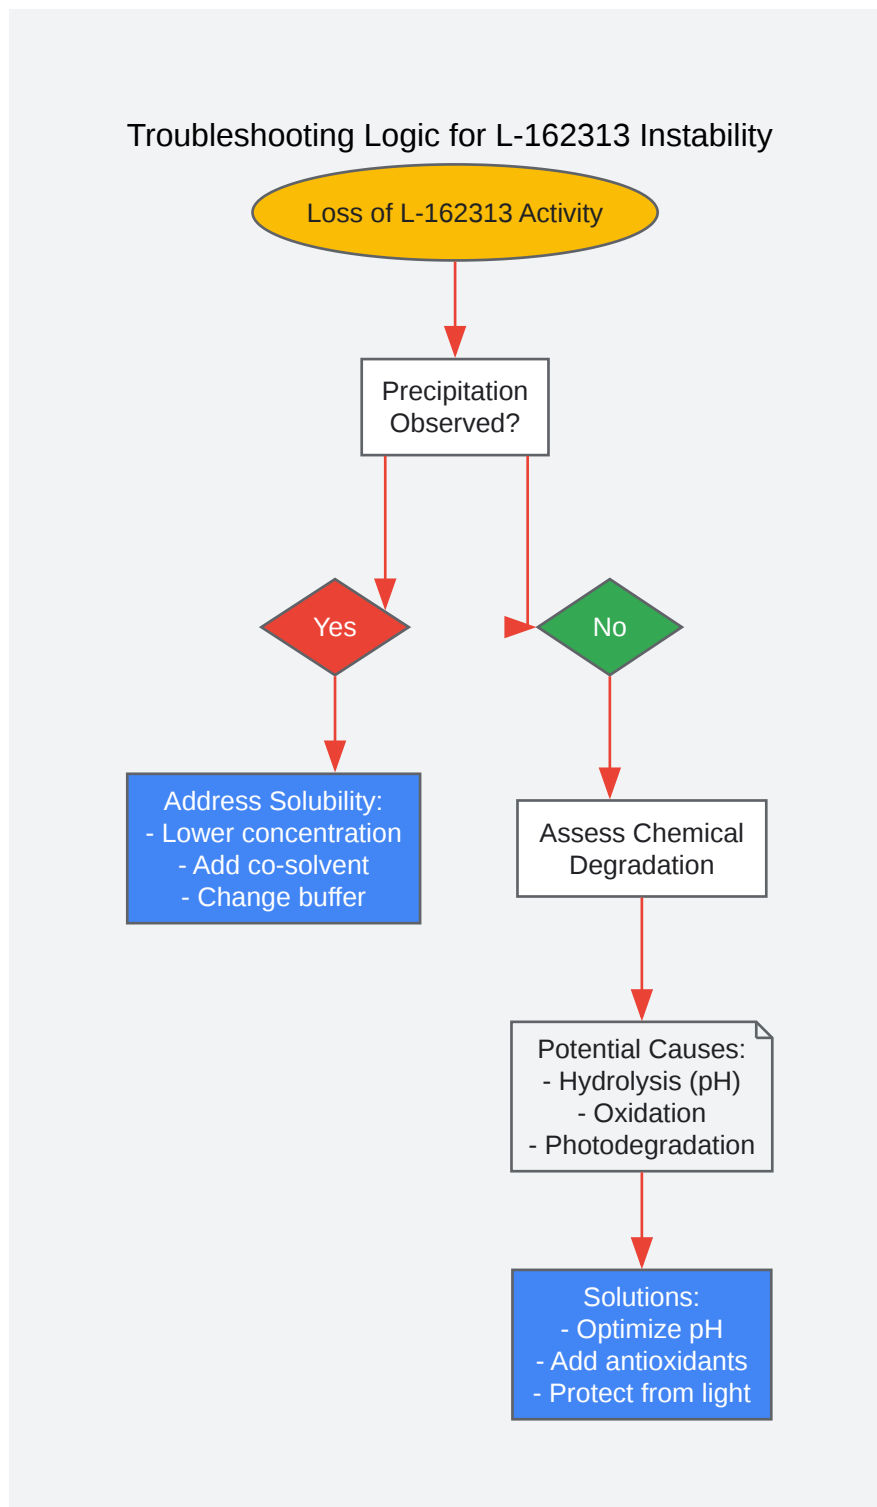 Troubleshooting Logic for L-162313 Instability
Loss of L-162313 Activity
Precipitation
Observed?
Yes
No
Address Solubility:
- Lower concentration
- Add co-solvent
- Change buffer
Assess Chemical
Degradation
Potential Causes:
- Hydrolysis (pH)
- Oxidation
- Photodegradation
Solutions:
- Optimize pH
- Add antioxidants
- Protect from light